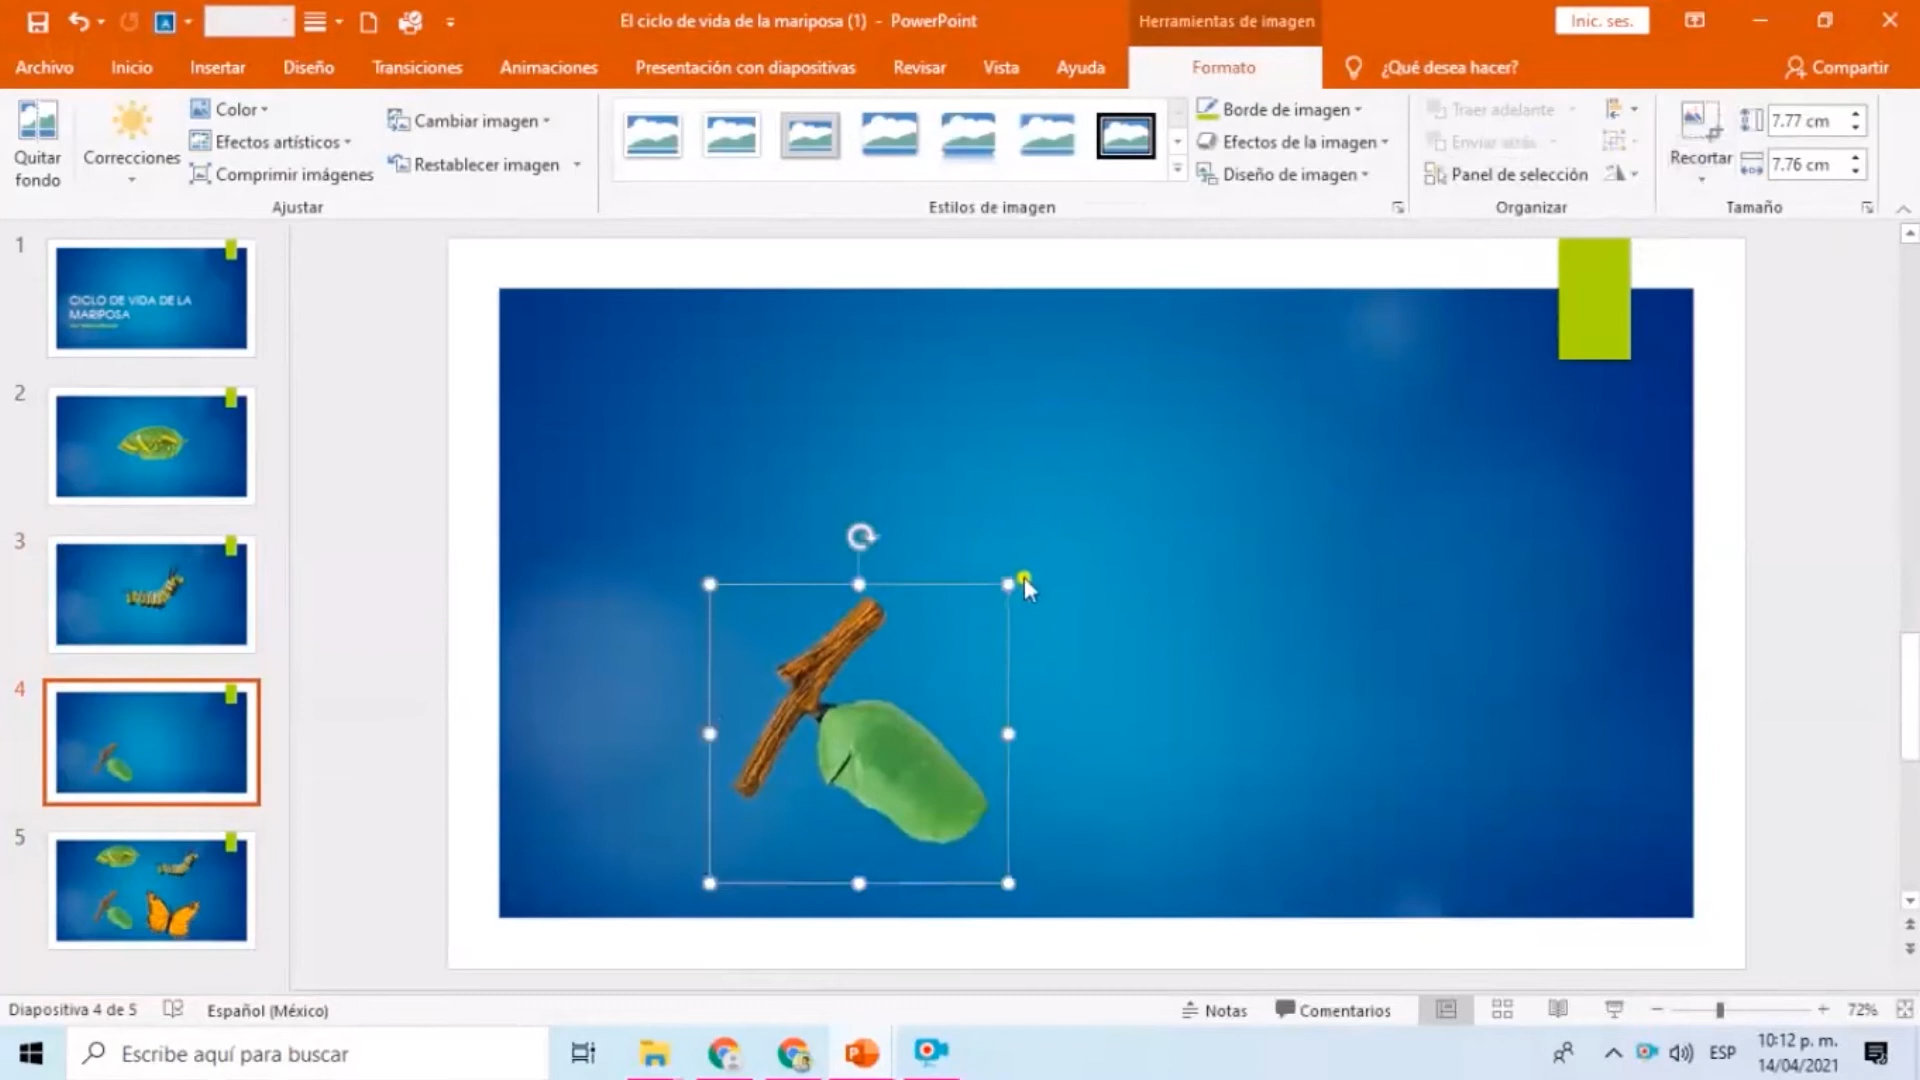 El ciclo de vida de la mariposa (1) - PowerPoint
Herramientas de imagen
Inic. ses.
Archivo
Inicio
Insertar
Diseño
Transiciones
Animaciones
Presentación con diapositivas
Revisar
Vista
Ayuda
Formato
¿Qué desea hacer?
Compartir
Quitar
fondo
Correcciones
Color
Efectos artísticos
Comprimir imágenes
Cambiar imagen
Restablecer imagen
Ajustar
Estilos de imagen
Borde de imagen
Efectos de la imagen
Diseño de imagen
Traer adelante
Enviar atrás
Panel de selección
Organizar
Recortar
7.77 cm
7.76 cm
Tamaño
1
CICLO DE VIDA DE LA
MARIPOSA
2
3
4
5
Diapositiva 4 de 5
Español (México)
Notas
Comentarios
72%
Escribe aquí para buscar
ESP
10:12 p. m.
14/04/2021